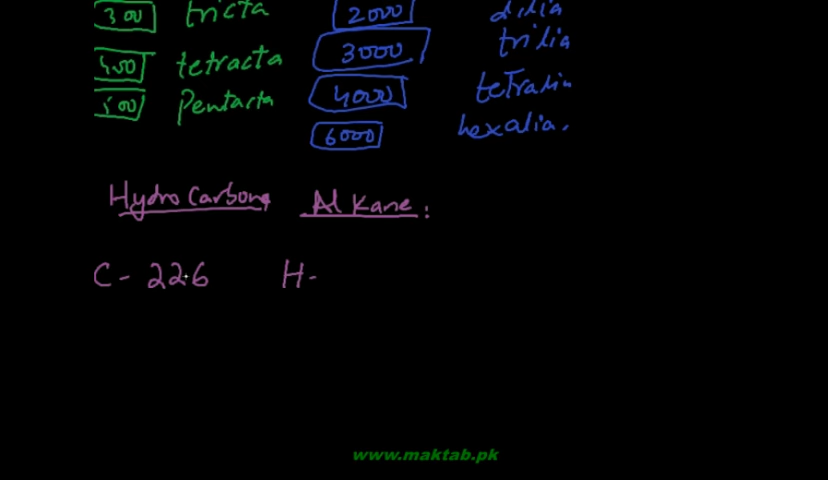 300 tricta 2000 dilia
3000 trilia
400 tetracta 4000 tetralia
500 Pentacta 6000 hexalia.
Hydro Carbons Alkane:
C - 226 H -
www.maktab.pk